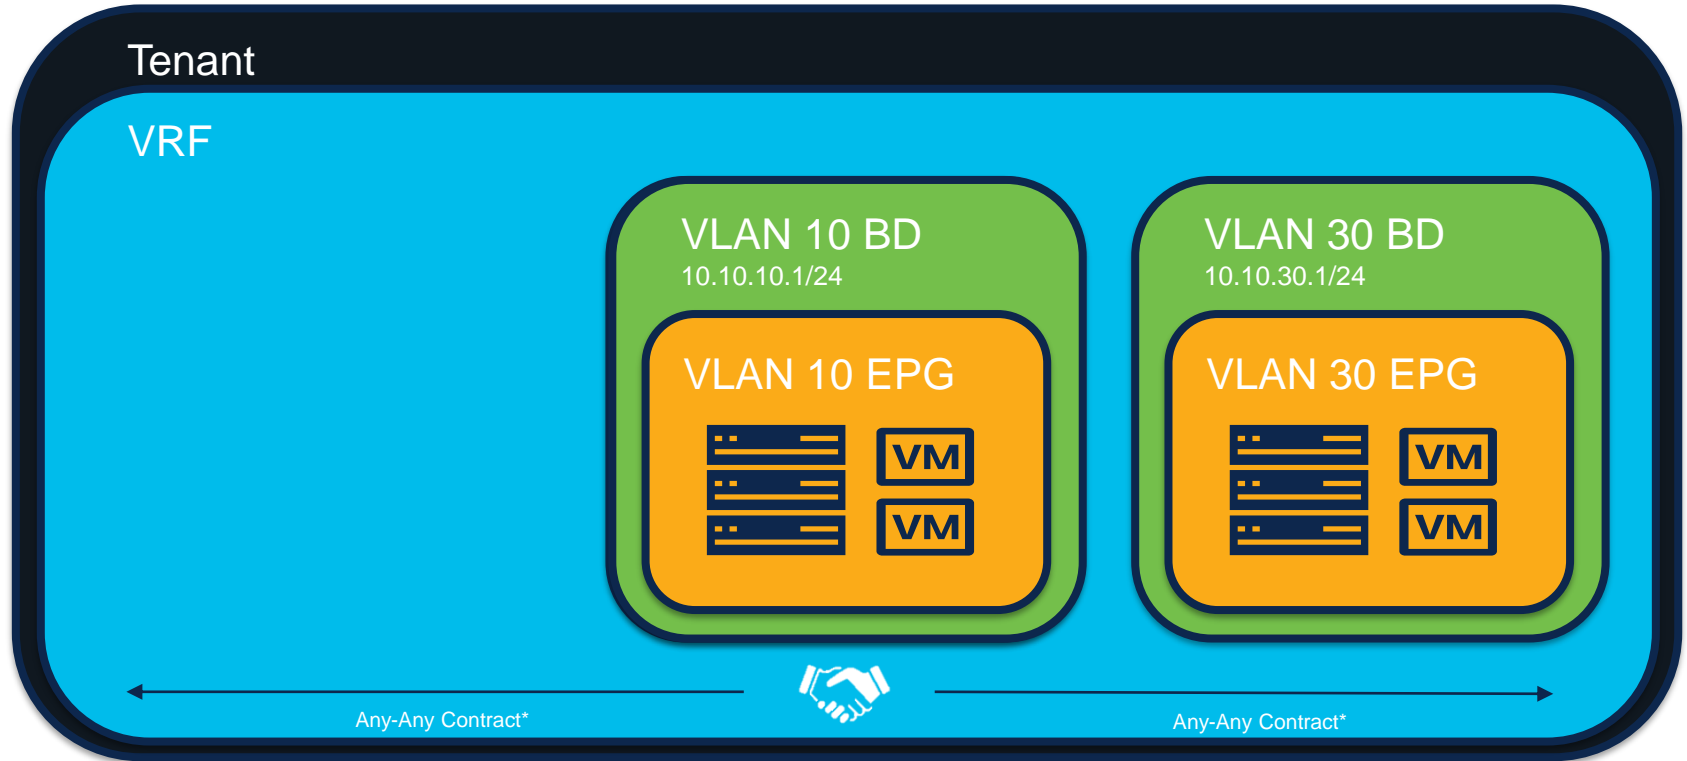 Tenant
VRF
VLAN 10 BD
10.10.10.1/24
VLAN 10 EPG
VM
VM
VLAN 30 BD
10.10.30.1/24
VLAN 30 EPG
VM
VM
Any-Any Contract*
Any-Any Contract*